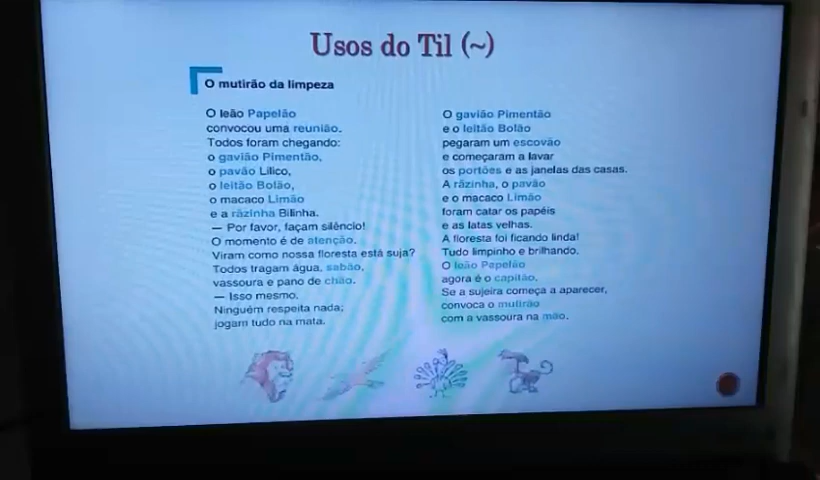 Usos do Til (~)
O mutirão da limpeza
O leão Papelão
convocou uma reunião.
Todos foram chegando:
o gavião Pimentão,
o pavão Lilico,
o leitão Bolão,
o macaco Limão
e a rãzinha Bilinha.
— Por favor, façam silêncio!
O momento é de atenção.
Viram como nossa floresta está suja?
Todos tragam água, sabão,
vassoura e pano de chão.
— Isso mesmo.
Ninguém respeita nada;
jogam tudo na mata.
O gavião Pimentão
e o leitão Bolão
pegaram um escovão
e começaram a lavar
os portões e as janelas das casas.
A rãzinha, o pavão
e o macaco Limão
foram catar os papéis
e as latas velhas.
A floresta foi ficando linda!
Tudo limpinho e brilhando.
O leão Papelão
agora é o capitão.
Se a sujeira começa a aparecer,
convoca o mutirão
com a vassoura na mão.